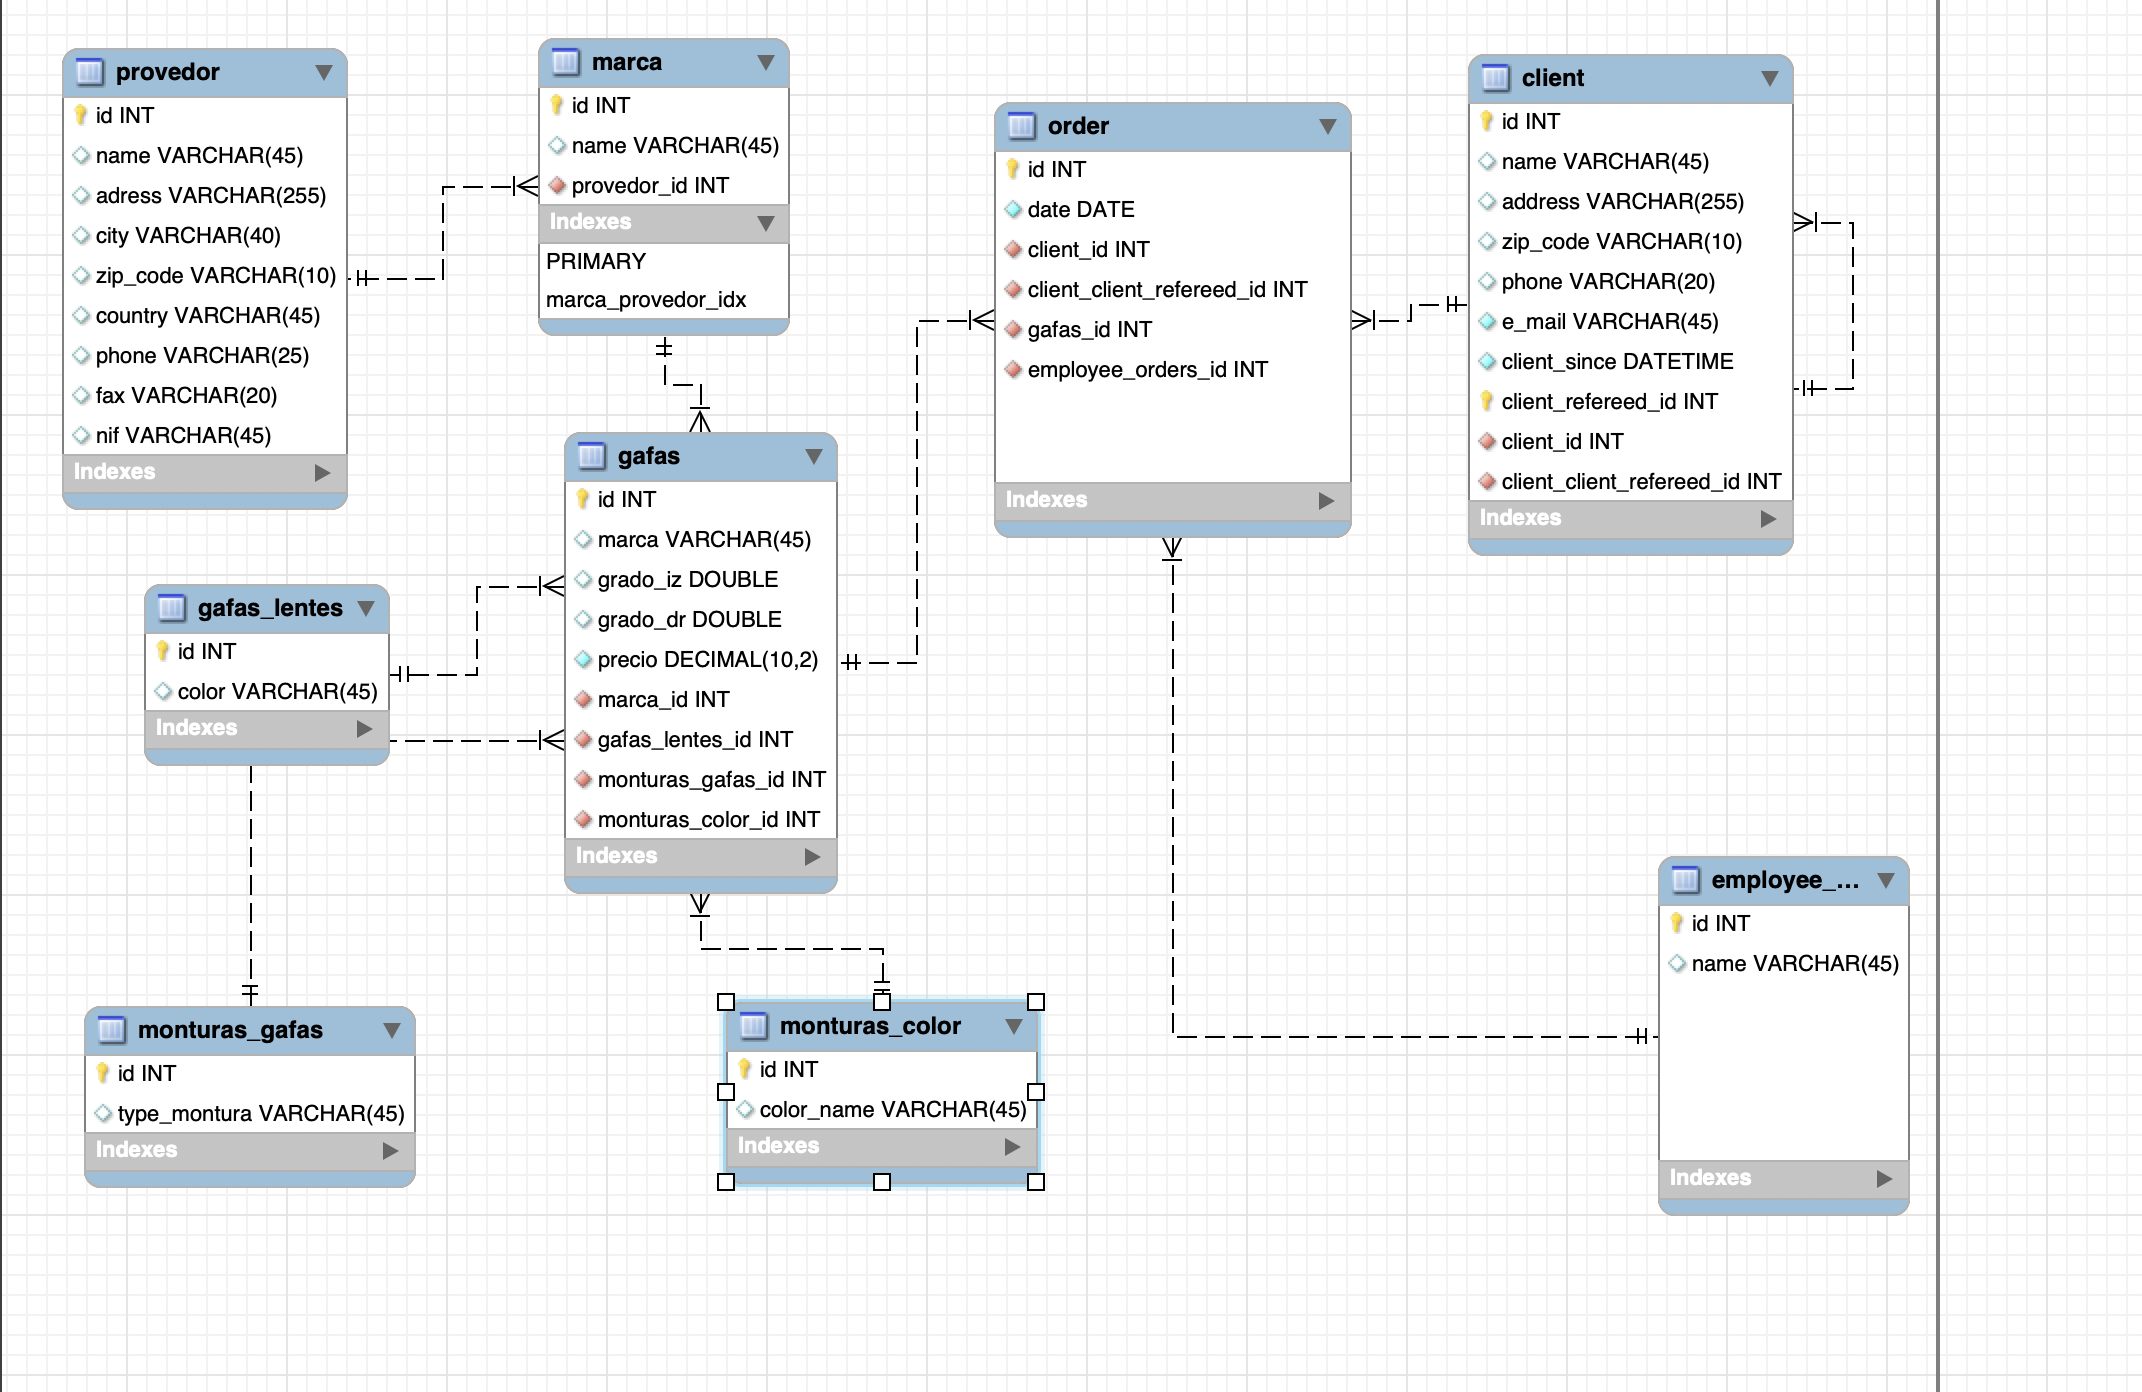 provedor
id INT
name VARCHAR(45)
adress VARCHAR(255)
city VARCHAR(40)
zip_code VARCHAR(10)
country VARCHAR(45)
phone VARCHAR(25)
fax VARCHAR(20)
nif VARCHAR(45)
Indexes
marca
id INT
name VARCHAR(45)
provedor_id INT
Indexes
PRIMARY
marca_provedor_idx
order
id INT
date DATE
client_id INT
client_client_refereed_id INT
gafas_id INT
employee_orders_id INT
Indexes
client
id INT
name VARCHAR(45)
address VARCHAR(255)
zip_code VARCHAR(10)
phone VARCHAR(20)
e_mail VARCHAR(45)
client_since DATETIME
client_refereed_id INT
client_id INT
client_client_refereed_id INT
Indexes
gafas
id INT
marca VARCHAR(45)
grado_iz DOUBLE
grado_dr DOUBLE
precio DECIMAL(10,2)
marca_id INT
gafas_lentes_id INT
monturas_gafas_id INT
monturas_color_id INT
Indexes
gafas_lentes
id INT
color VARCHAR(45)
Indexes
monturas_gafas
id INT
type_montura VARCHAR(45)
Indexes
monturas_color
id INT
color_name VARCHAR(45)
Indexes
employee_...
id INT
name VARCHAR(45)
Indexes